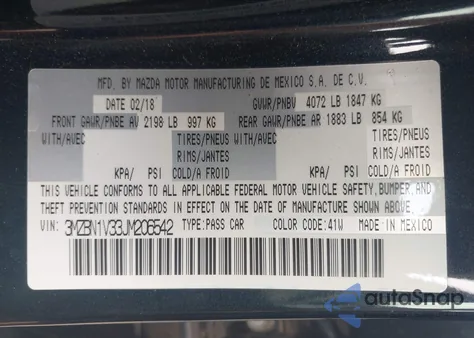 MFD. BY MAZDA MOTOR MANUFACTURING DE MEXICO S.A. DE C.V.
DATE 02/18 GVWR/PNBV 4072 LB 1847 KG
FRONT GAWR/PNBE AV 2198 LB 997 KG REAR GAWR/PNBE AR 1883 LB 854 KG
WITH/AVEC TIRES/PNEUS WITH/AVEC TIRES/PNEUS
RIMS/JANTES RIMS/JANTES
KPA/ PSI COLD/A FROID KPA/ PSI COLD/A FROID
THIS VEHICLE CONFORMS TO ALL APPLICABLE FEDERAL MOTOR VEHICLE SAFETY, BUMPER, AND
THEFT PREVENTION STANDARDS IN EFFECT ON THE DATE OF MANUFACTURE SHOWN ABOVE.
3MZBN1V33JM206542 TYPE:PASS CAR COLOR CODE:41W MADE IN MEXICO
autoSnap